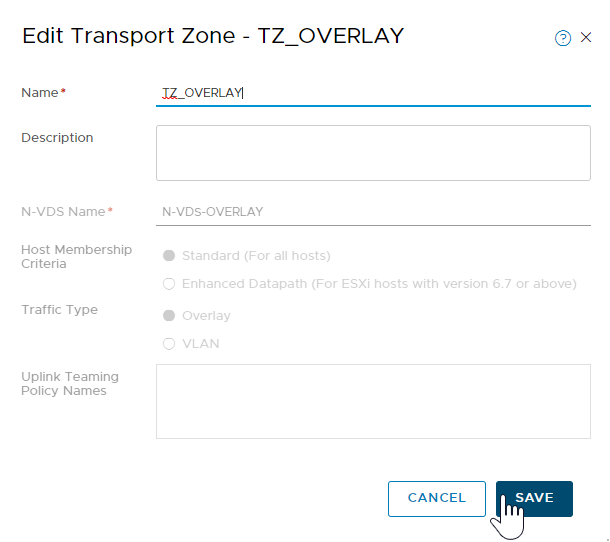 Edit Transport Zone - TZ_OVERLAY
?
Name*
TZ_OVERLAY
Description
N-VDS Name*
N-VDs-OVERLAY
Host Membership
Criteria
Standard (For all hosts)
Enhanced Datapath (For ESXi hosts with version 6.7 or above)
Traffic Type
Overlay
VLAN
Uplink Teaming
Policy Names
CANCEL
SAVE